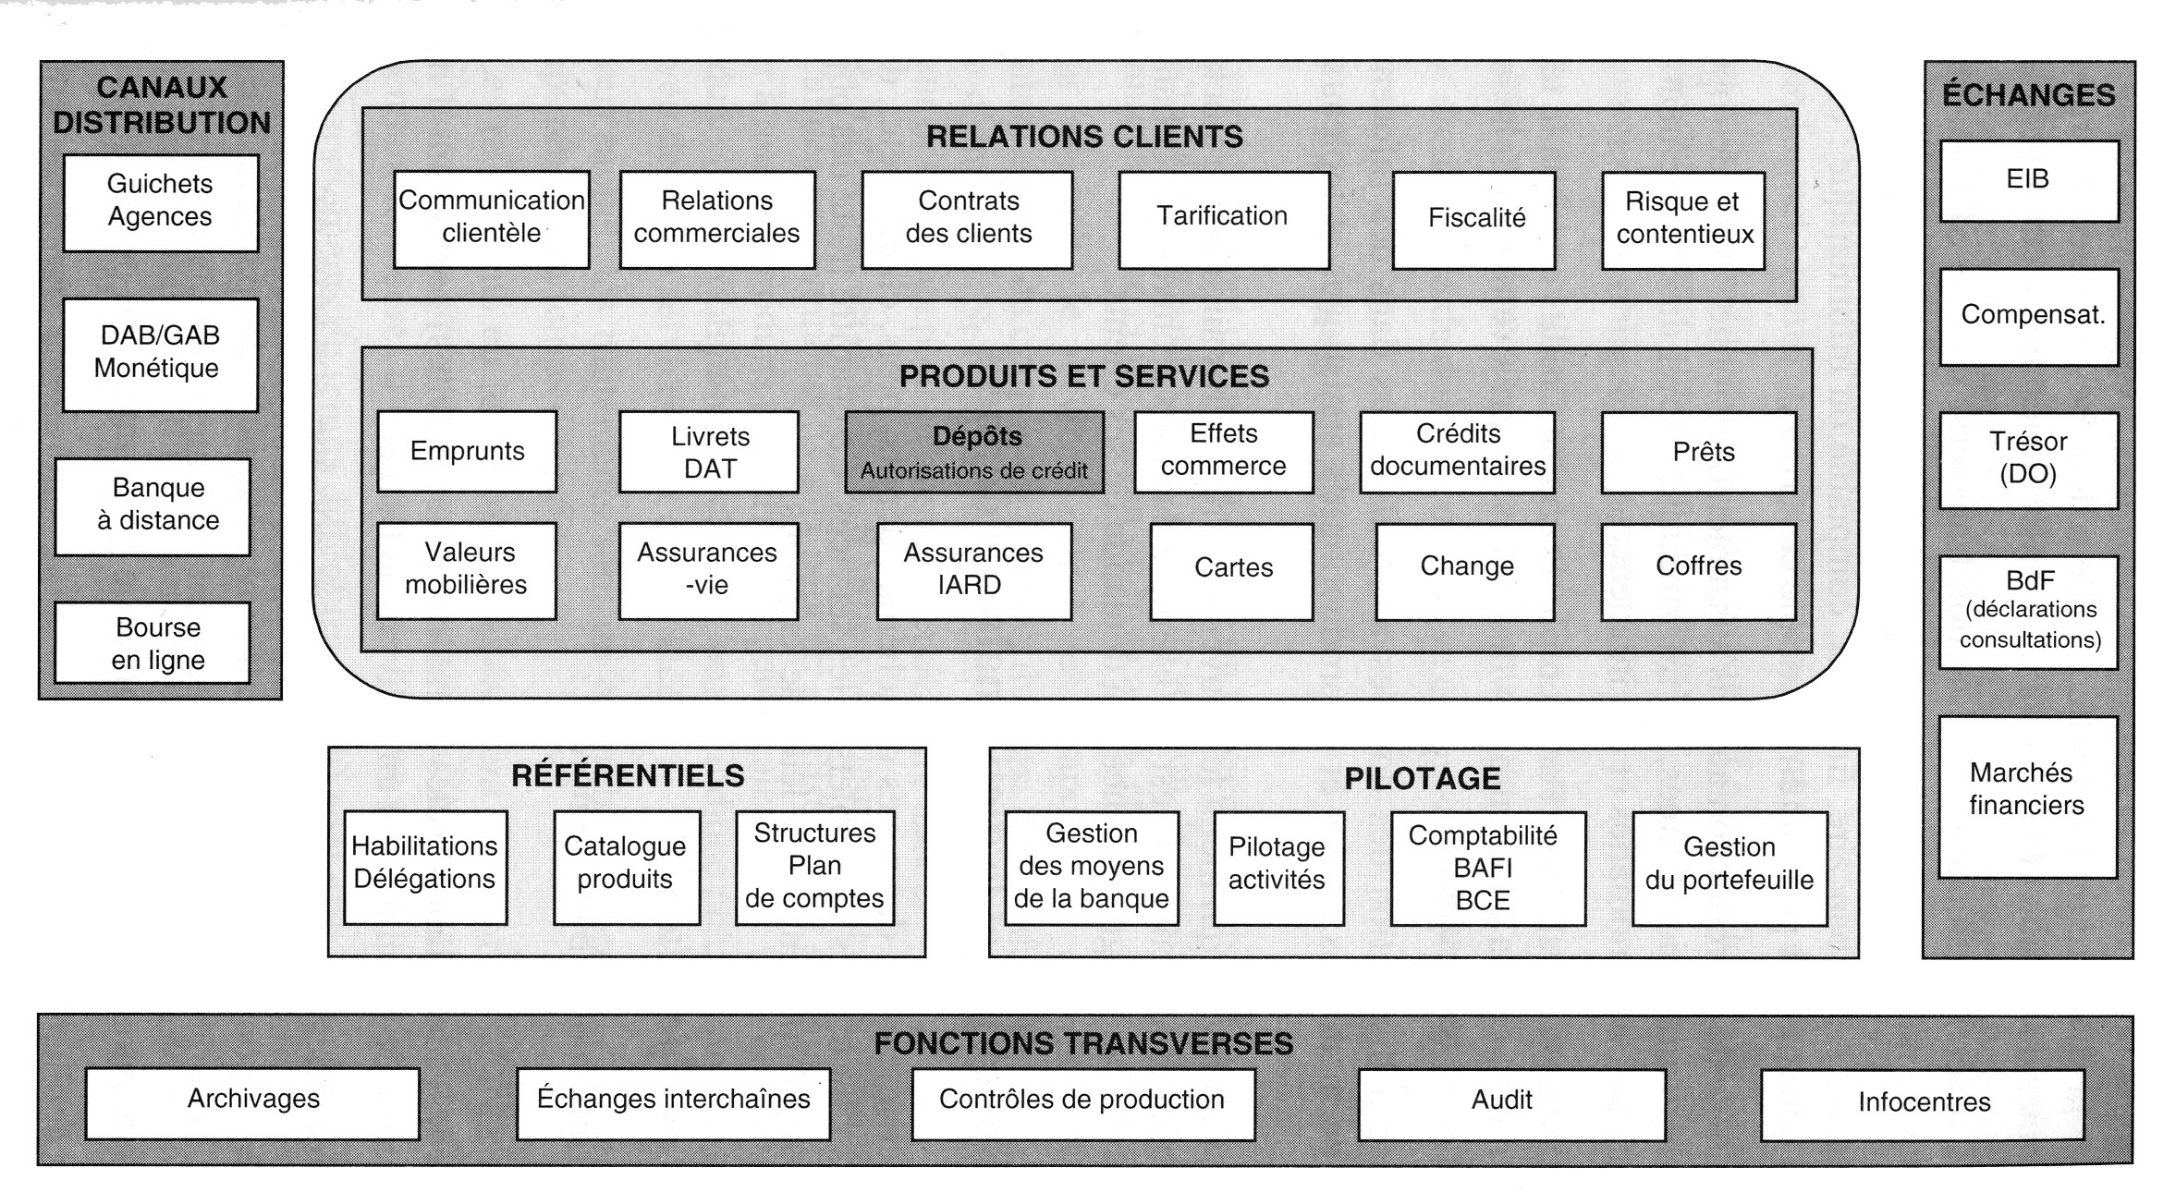 CANAUX
DISTRIBUTION
Guichets
Agences
DAB/GAB
Monétique
Banque
à distance
Bourse
en ligne
RELATIONS CLIENTS
Communication
clientèle
Relations
commerciales
Contrats
des clients
Tarification
Fiscalité
Risque et
contentieux
PRODUITS ET SERVICES
Emprunts
Livrets
DAT
Dépôts
Autorisations de crédit
Effets
commerce
Crédits
documentaires
Prêts
Valeurs
mobilières
Assurances
-vie
Assurances
IARD
Cartes
Change
Coffres
ÉCHANGES
EIB
Compensat.
Trésor
(DO)
BdF
(déclarations
consultations)
Marchés
financiers
RÉFÉRENTIELS
Habilitations
Délégations
Catalogue
produits
Structures
Plan
de comptes
PILOTAGE
Gestion
des moyens
de la banque
Pilotage
activités
Comptabilité
BAFI
BCE
Gestion
du portefeuille
FONCTIONS TRANSVERSES
Archivages
Échanges interchaînes
Contrôles de production
Audit
Infocentres